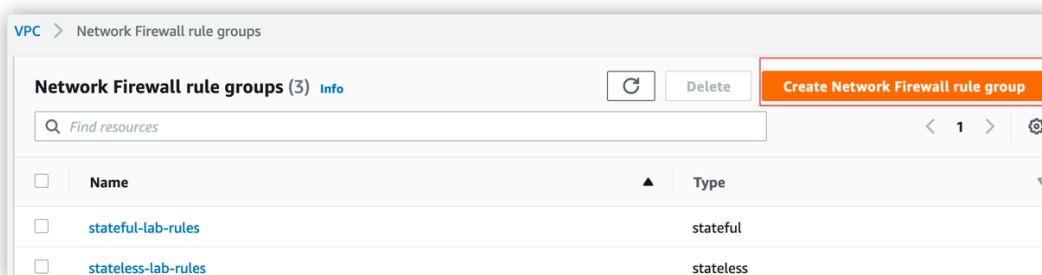 VPC > Network Firewall rule groups
Network Firewall rule groups (3) Info
Delete
Create Network Firewall rule group
Find resources
< 1 >
Name
Type
stateful-lab-rules
stateful
stateless-lab-rules
stateless